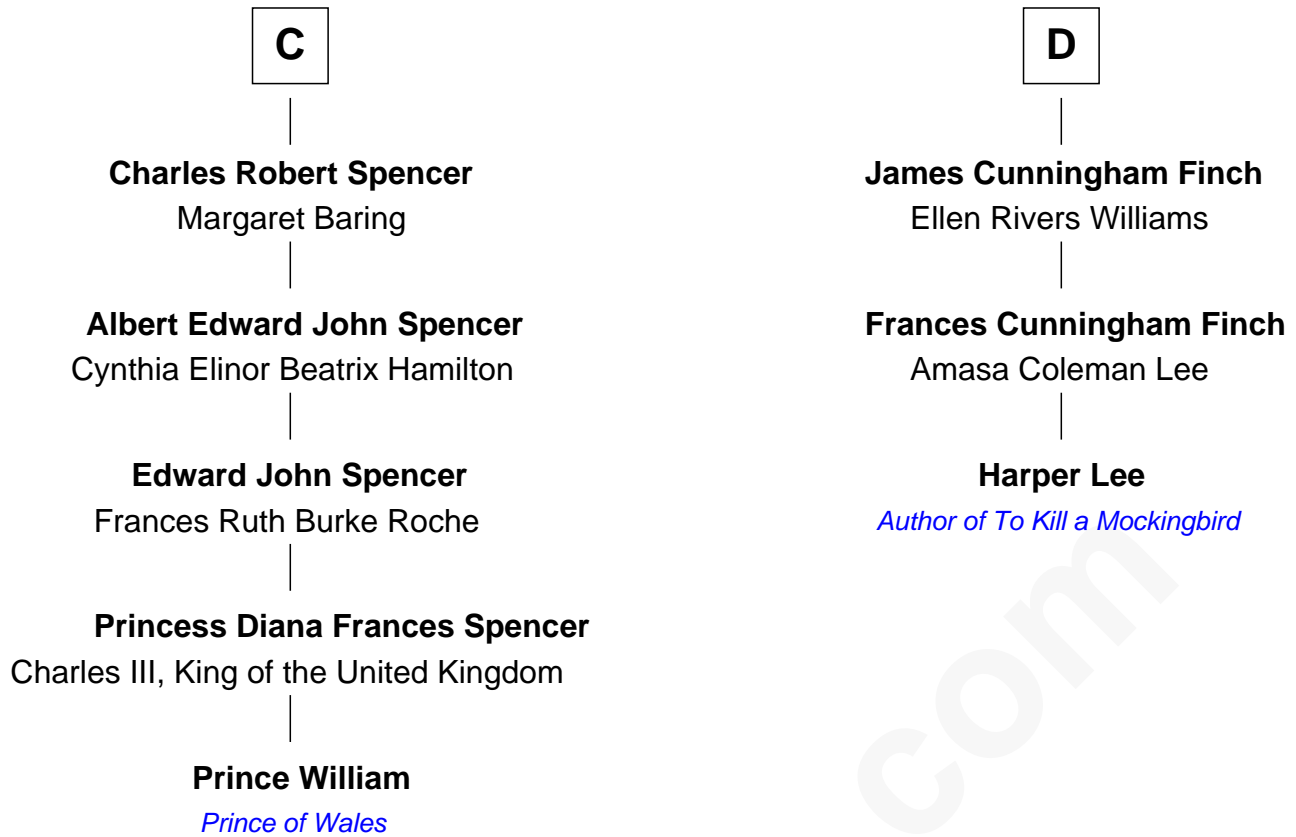 C
Charles Robert Spencer
Margaret Baring
Albert Edward John Spencer
Cynthia Elinor Beatrix Hamilton
Edward John Spencer
Frances Ruth Burke Roche
Princess Diana Frances Spencer
Charles III, King of the United Kingdom
Prince William
Prince of Wales
D
James Cunningham Finch
Ellen Rivers Williams
Frances Cunningham Finch
Amasa Coleman Lee
Harper Lee
Author of To Kill a Mockingbird
com